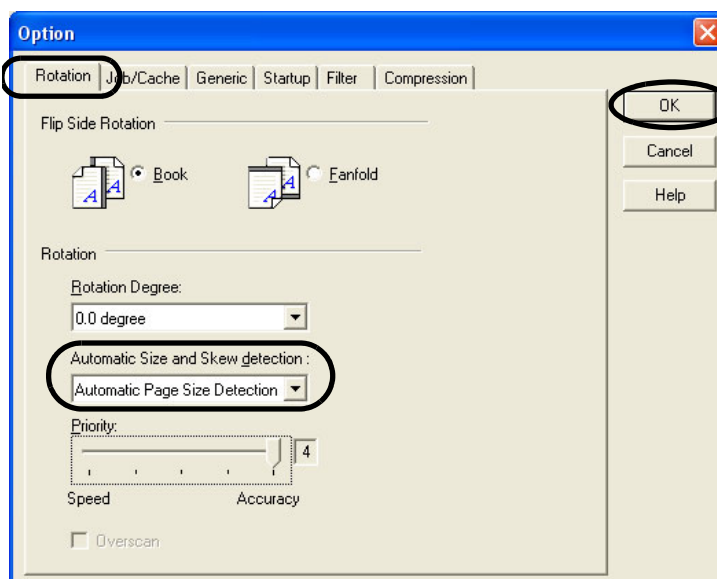 Option
Rotation Job/Cache Generic Startup Filter Compression
OK
Cancel
Help
Flip Side Rotation
A A Book A A Fanfold
Rotation
Rotation Degree:
0.0 degree
Automatic Size and Skew detection :
Automatic Page Size Detection
Priority:
4
Speed Accuracy
Overscan